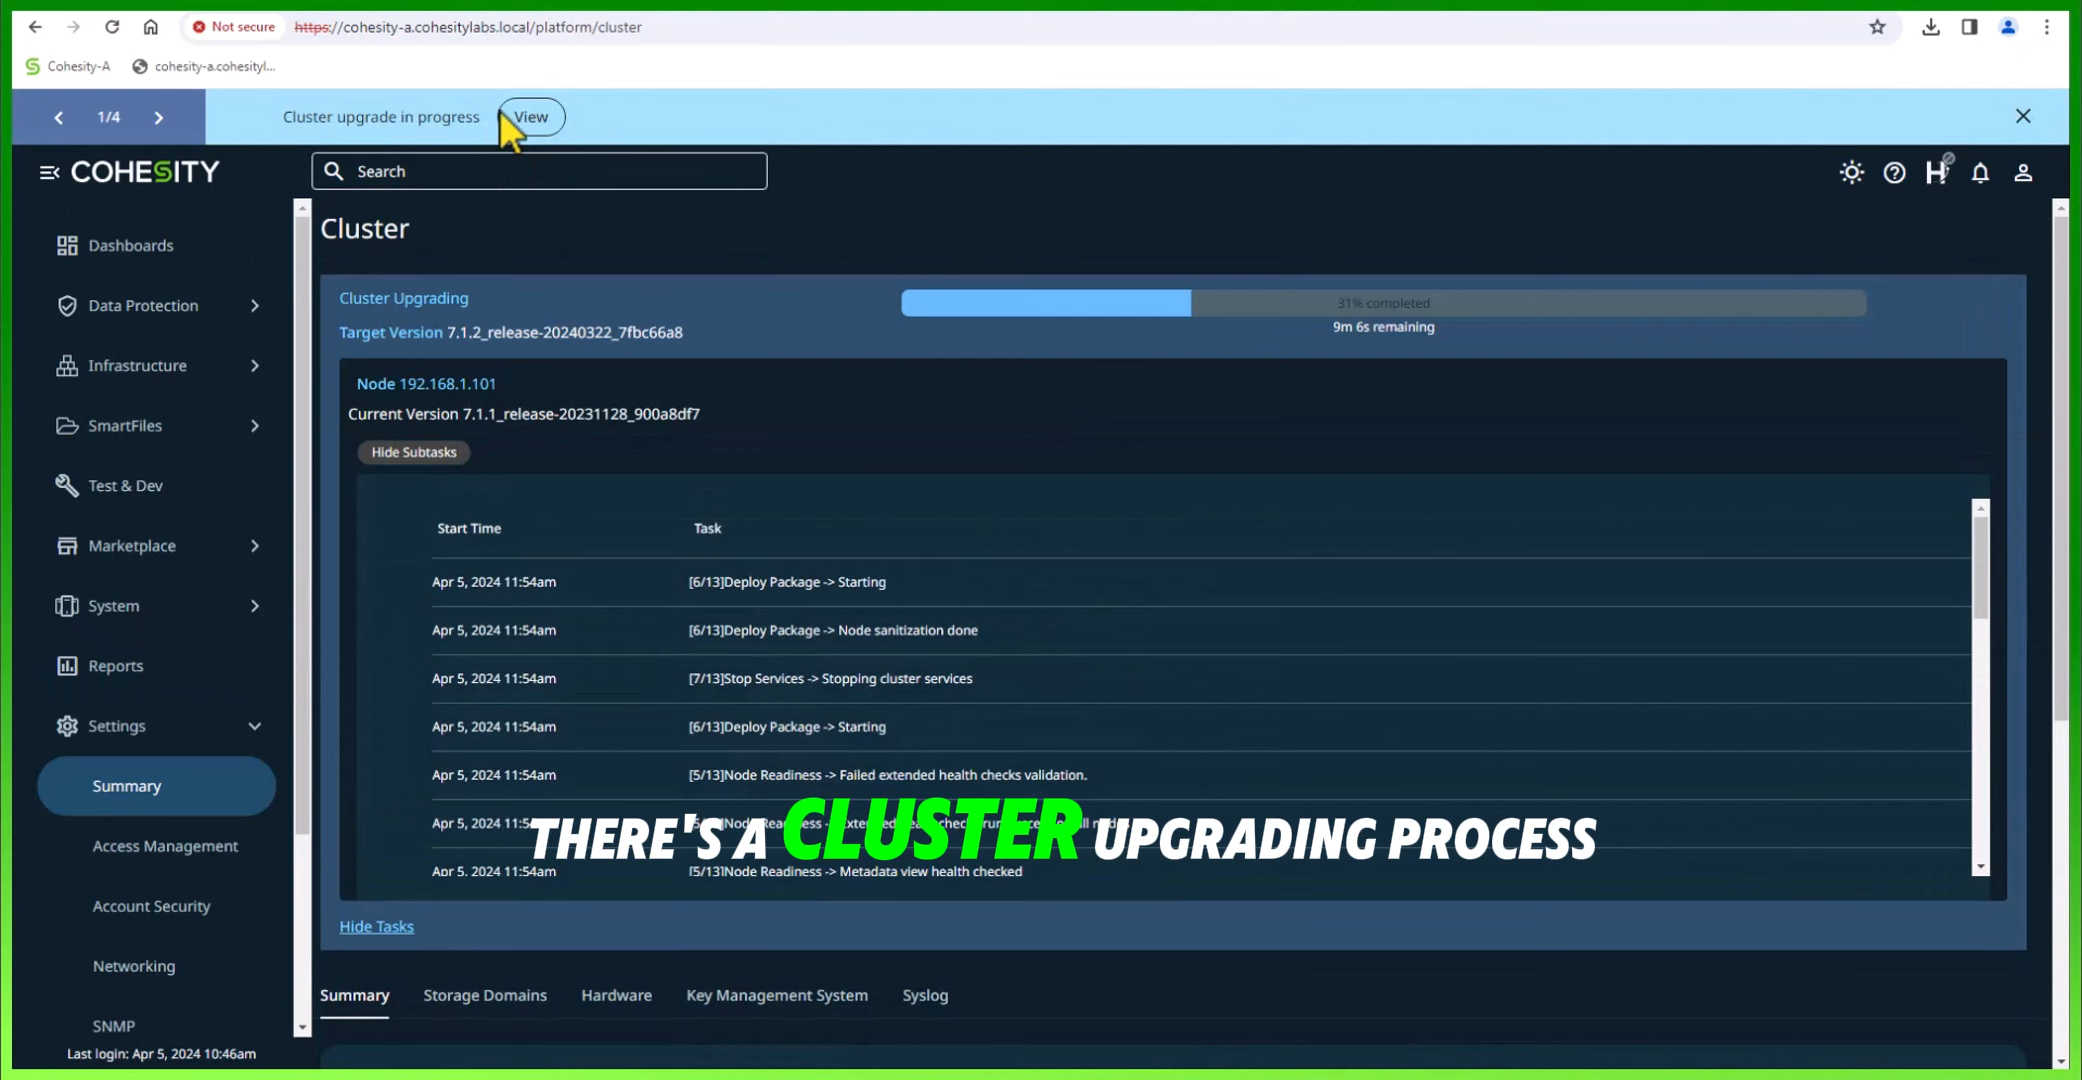 Not secure
https://cohesity-a.cohesitylabs.local/platform/cluster
Cohesity-A
cohesity-a.cohesityl...
1/4
Cluster upgrade in progress
View
COHESITY
Search
Dashboards
Data Protection
Infrastructure
SmartFiles
Test & Dev
Marketplace
System
Reports
Settings
Summary
Access Management
Account Security
Networking
SNMP
Last login: Apr 5, 2024 10:46am
Cluster
Cluster Upgrading
31% completed
Target Version 7.1.2_release-20240322_7fbc66a8
9m 6s remaining
Node 192.168.1.101
Current Version 7.1.1_release-20231128_900a8df7
Hide Subtasks
Start Time Task
Apr 5, 2024 11:54am [6/13]Deploy Package -> Starting
Apr 5, 2024 11:54am [6/13]Deploy Package -> Node sanitization done
Apr 5, 2024 11:54am [7/13]Stop Services -> Stopping cluster services
Apr 5, 2024 11:54am [6/13]Deploy Package -> Starting
Apr 5, 2024 11:54am [5/13]Node Readiness -> Failed extended health checks validation.
Apr 5, 2024 11:5
THERE'S A CLUSTER UPGRADING PROCESS
Apr 5, 2024 11:54am [5/13]Node Readiness -> Metadata view health checked
Hide Tasks
Summary Storage Domains Hardware Key Management System Syslog